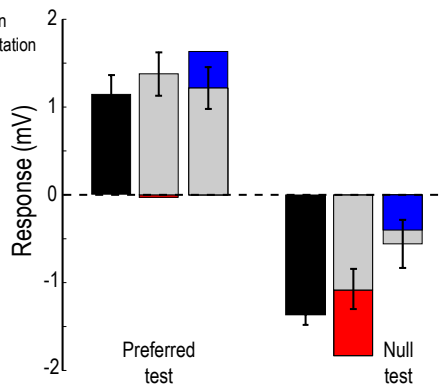 n
tation
2
1
0
-1
-2
Response (mV)
Preferred
test
Null
test